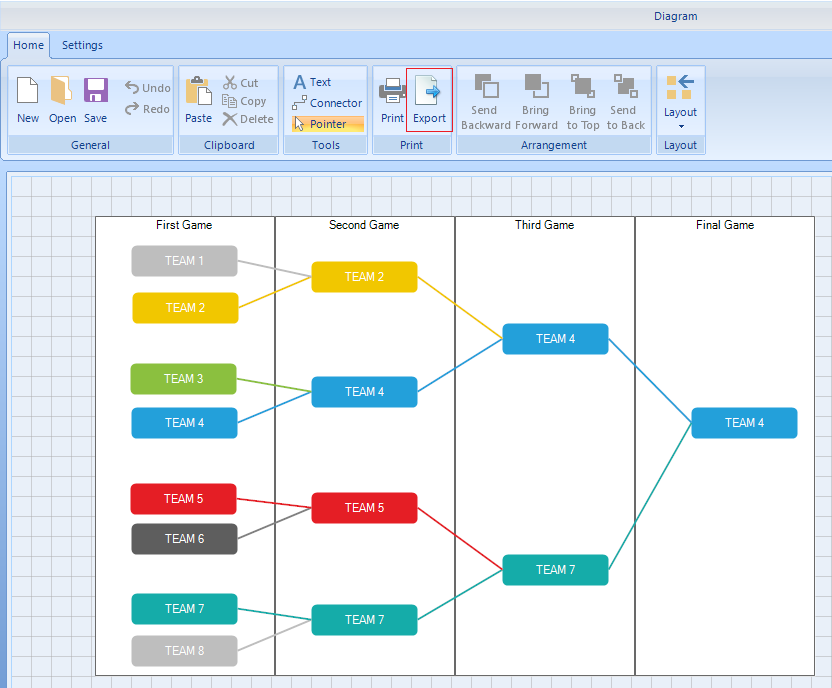 Diagram
Home Settings
New Open Save Undo Redo
General
Paste Cut Copy Delete
Clipboard
Text
Connector
Pointer
Tools
Print Export
Print
Send Backward Bring Forward Bring to Top Send to Back
Arrangement
Layout
Layout
First Game Second Game Third Game Final Game
TEAM 1
TEAM 2
TEAM 2
TEAM 4
TEAM 3
TEAM 4
TEAM 4
TEAM 4
TEAM 5
TEAM 5
TEAM 6
TEAM 7
TEAM 7
TEAM 7
TEAM 8